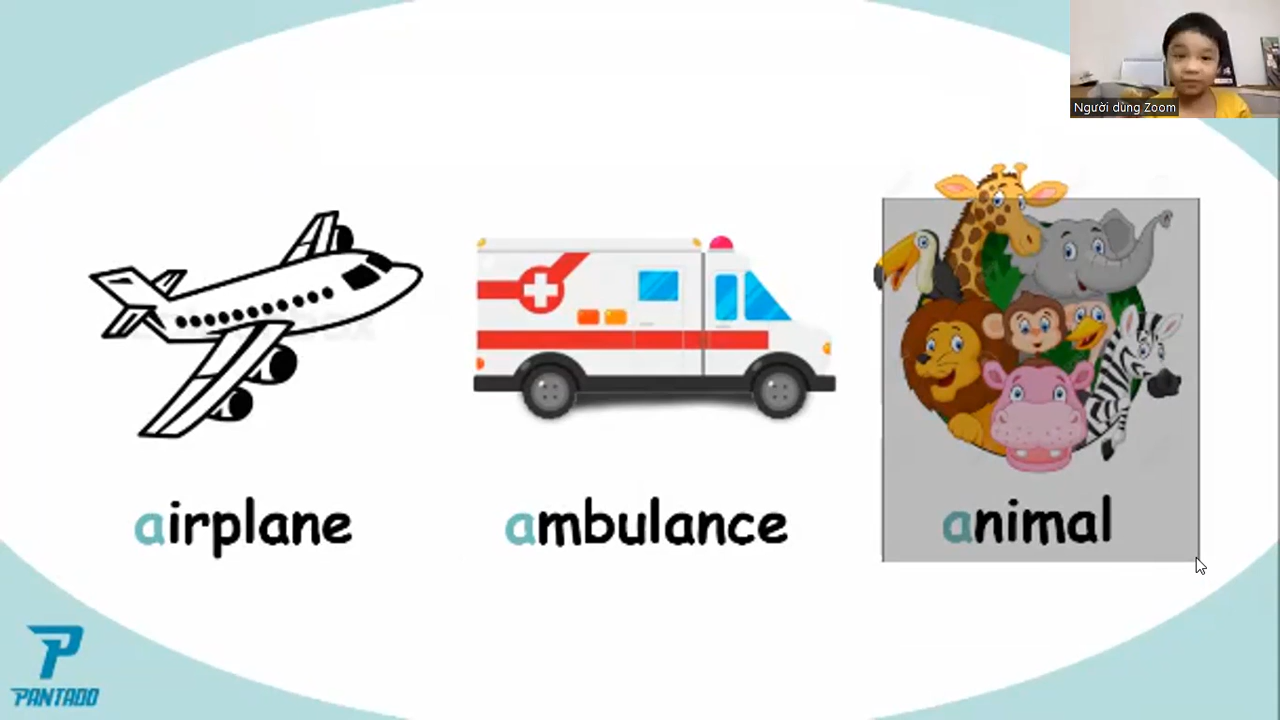 Người dùng Zoom
airplane
ambulance
animal
PANTADO